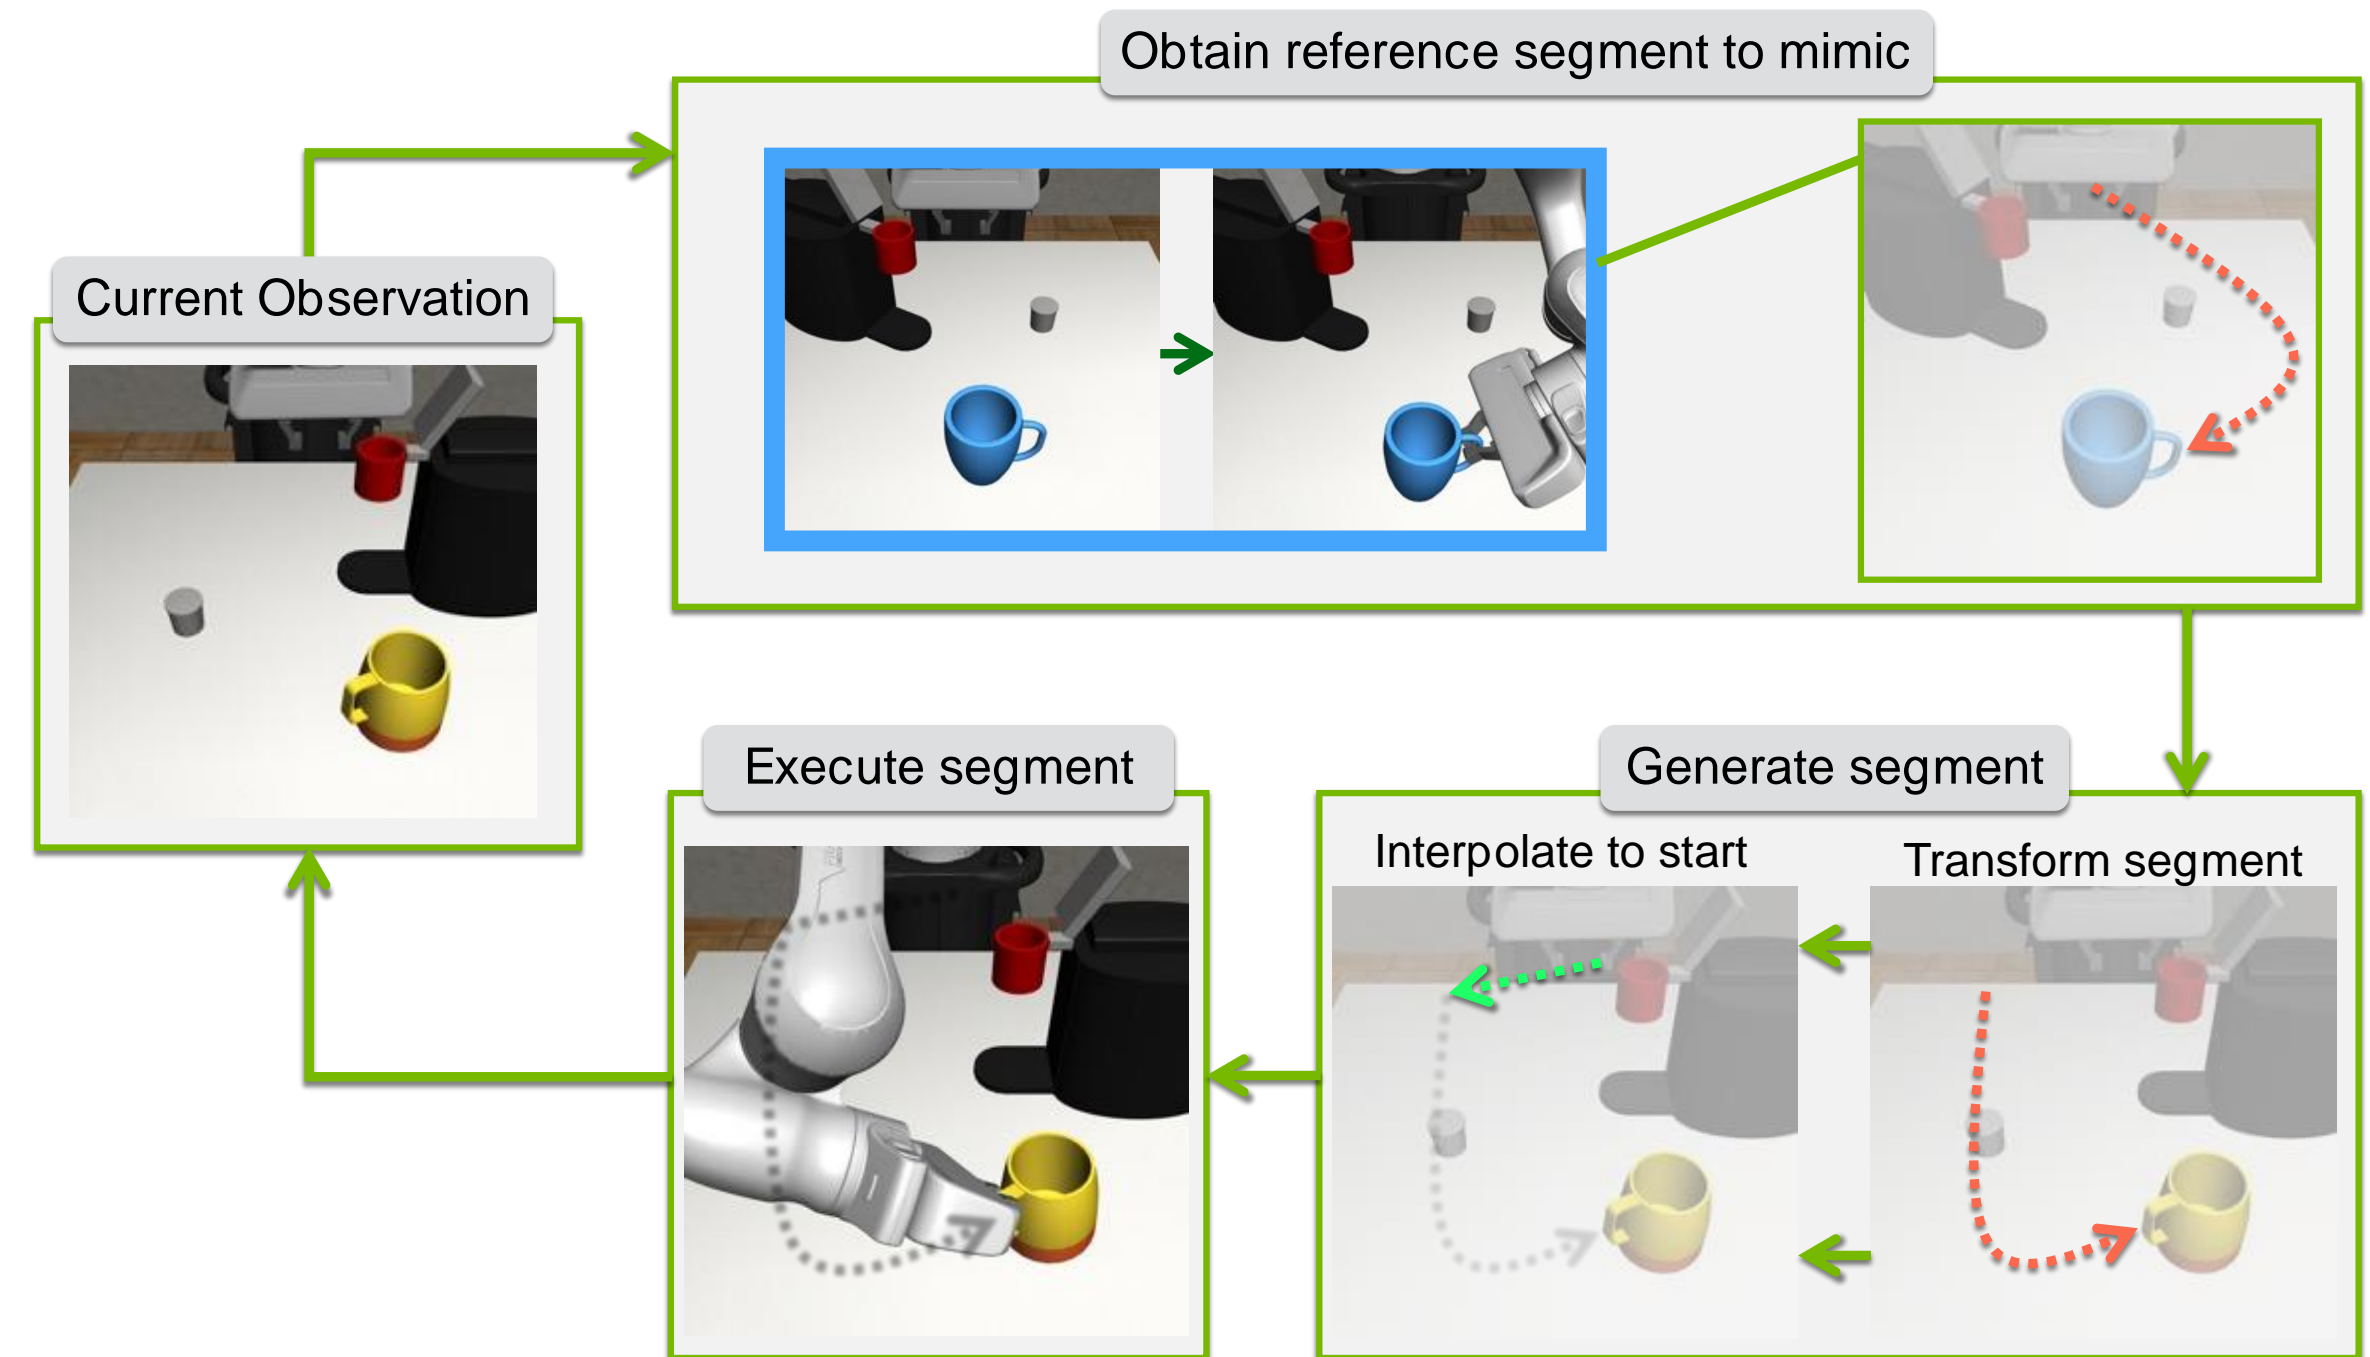 Obtain reference segment to mimic
Current Observation
Execute segment
Generate segment
Interpolate to start
Transform segment